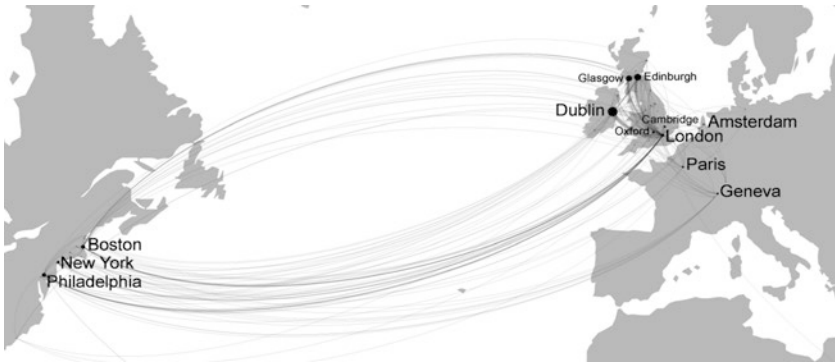 Glasgow
Edinburgh
Dublin
Cambridge
Amsterdam
Oxford
London
Paris
Geneva
Boston
New York
Philadelphia